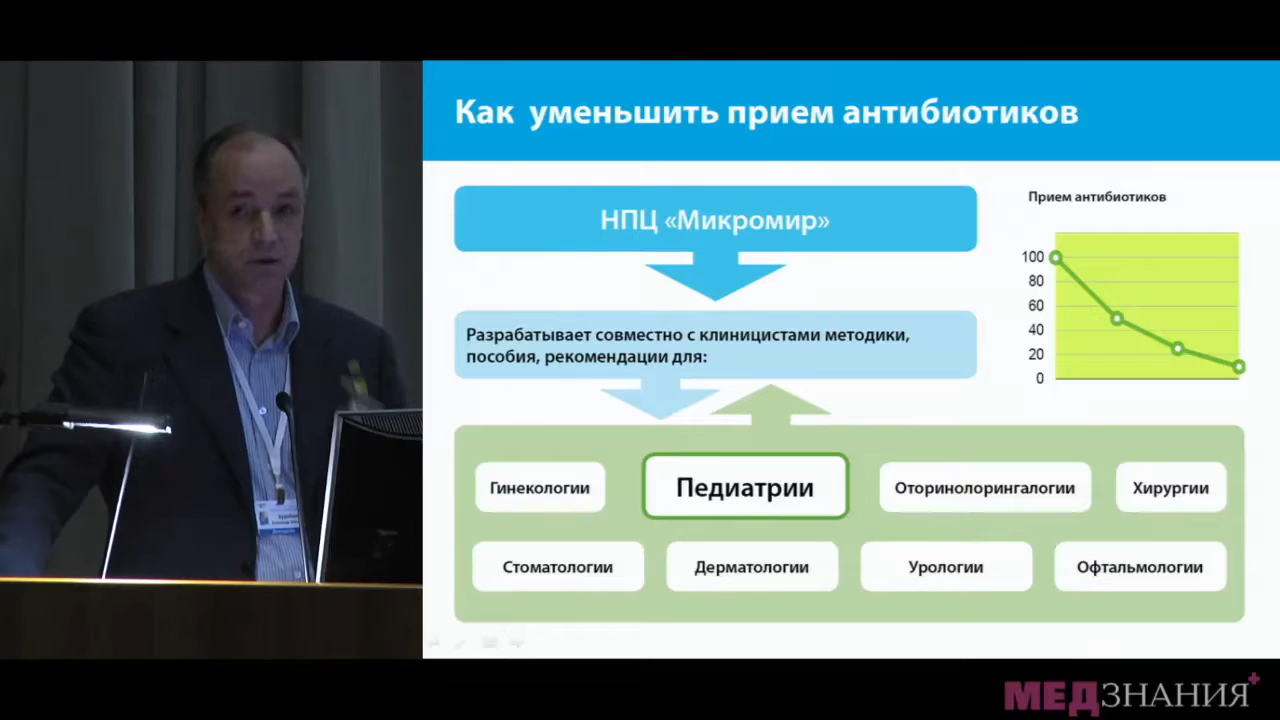 Как уменьшить прием антибиотиков
НПЦ «Микромир»
Разрабатывает совместно с клиницистами методики,
пособия, рекомендации для:
Прием антибиотиков
100
80
60
40
20
0
Гинекологии
Педиатрии
Оторинолорингалогии
Хирургии
Стоматологии
Дерматологии
Урологии
Офтальмологии
МЕДЗНАНИЯ+